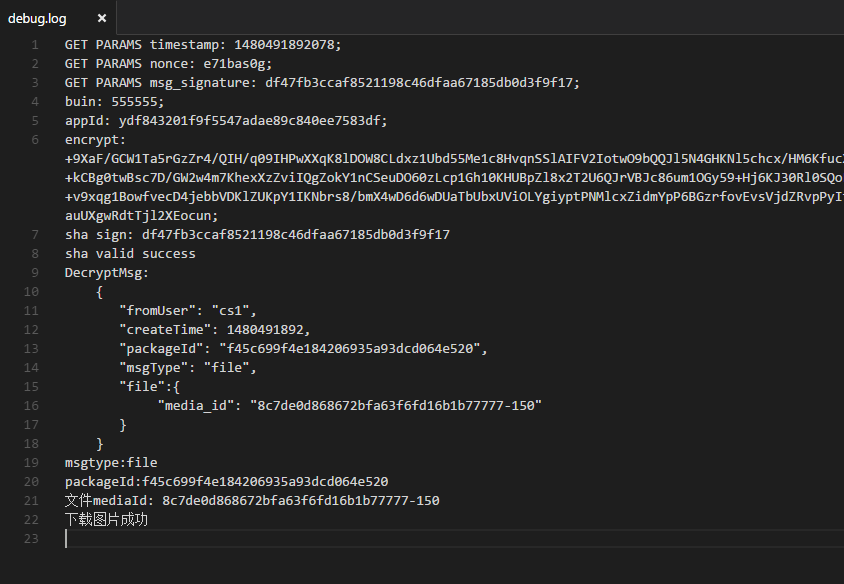 debug.log ×
1 GET PARAMS timestamp: 1480491892078;
2 GET PARAMS nonce: e71bas0g;
3 GET PARAMS msg_signature: df47fb3ccaf8521198c46dfaa67185db0d3f9f17;
4 buin: 555555;
5 appId: ydf843201f9f5547adae89c840ee7583df;
6 encrypt:
+9XaF/GCW1Ta5rGzZr4/QIH/q09IHPwXXqK8lDOW8CLdxz1Ubd55Me1c8HvqnSSlAIFV2IotwO9bQQJl5N4GHKNl5chcx/HM6Kfuc
+kCBg0twBsc7D/GW2w4m7KhexXzZviIQgZokY1nCSeuDO60zLcp1Gh10KHUBpZl8x2T2U6QJrVBJc86um1OGy59+Hj6KJ30Rl0SQo
+v9xqg1BowfvecD4jebbVDKlZUKpY1IKNbrs8/bmX4wD6d6wDUaTbUbxUViOLYgiyptPNMlcxZidmYpP6BGzrfovEvsVjdZRvpPyI
auUXgwRdtTjl2XEocun;
7 sha sign: df47fb3ccaf8521198c46dfaa67185db0d3f9f17
8 sha valid success
9 DecryptMsg:
10 {
11 "fromUser": "cs1",
12 "createTime": 1480491892,
13 "packageId": "f45c699f4e184206935a93dcd064e520",
14 "msgType": "file",
15 "file":{
16 "media_id": "8c7de0d868672bfa63f6fd16b1b77777-150"
17 }
18 }
19 msgtype:file
20 packageId:f45c699f4e184206935a93dcd064e520
21 文件mediaId: 8c7de0d868672bfa63f6fd16b1b77777-150
22 下载图片成功
23